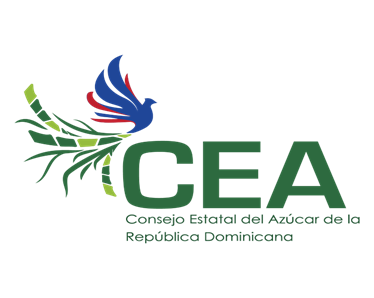 CEA
Consejo Estatal del Azúcar de la
República Dominicana